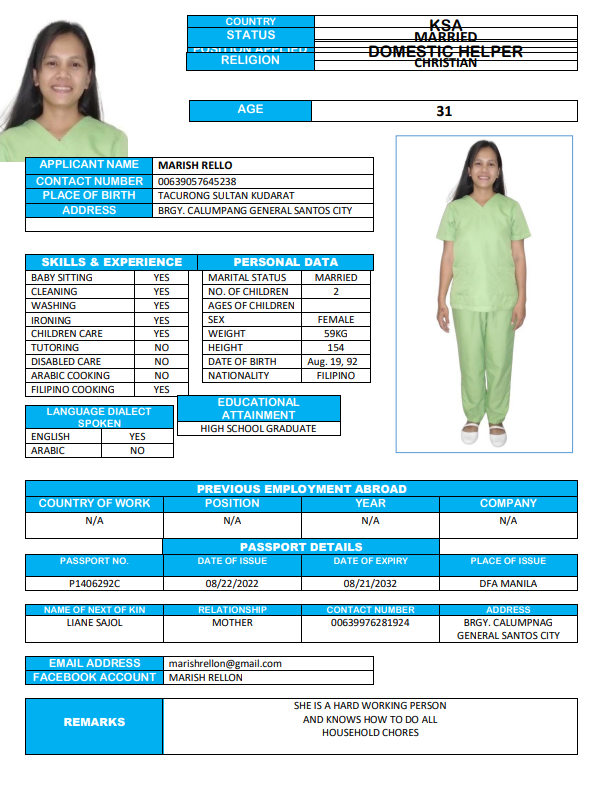 COUNTRY KSA
STATUS MARRIED
POSITION APPLIED DOMESTIC HELPER
RELIGION CHRISTIAN
AGE 31
APPLICANT NAME MARISH RELLO
CONTACT NUMBER 00639057645238
PLACE OF BIRTH TACURONG SULTAN KUDARAT
ADDRESS BRGY. CALUMPANG GENERAL SANTOS CITY
SKILLS & EXPERIENCE
BABY SITTING YES
CLEANING YES
WASHING YES
IRONING YES
CHILDREN CARE YES
TUTORING NO
DISABLED CARE NO
ARABIC COOKING NO
FILIPINO COOKING YES
PERSONAL DATA
MARITAL STATUS MARRIED
NO. OF CHILDREN 2
AGES OF CHILDREN
SEX FEMALE
WEIGHT 59KG
HEIGHT 154
DATE OF BIRTH Aug. 19, 92
NATIONALITY FILIPINO
LANGUAGE DIALECT
SPOKEN
ENGLISH YES
ARABIC NO
EDUCATIONAL
ATTAINMENT
HIGH SCHOOL GRADUATE
PREVIOUS EMPLOYMENT ABROAD
COUNTRY OF WORK POSITION YEAR COMPANY
N/A N/A N/A N/A
PASSPORT DETAILS
PASSPORT NO. DATE OF ISSUE DATE OF EXPIRY PLACE OF ISSUE
P1406292C 08/22/2022 08/21/2032 DFA MANILA
NAME OF NEXT OF KIN RELATIONSHIP CONTACT NUMBER ADDRESS
LIANE SAJOL MOTHER 00639976281924 BRGY. CALUMPNAG
GENERAL SANTOS CITY
EMAIL ADDRESS marishrellon@gmail.com
FACEBOOK ACCOUNT MARISH RELLON
REMARKS
SHE IS A HARD WORKING PERSON
AND KNOWS HOW TO DO ALL
HOUSEHOLD CHORES